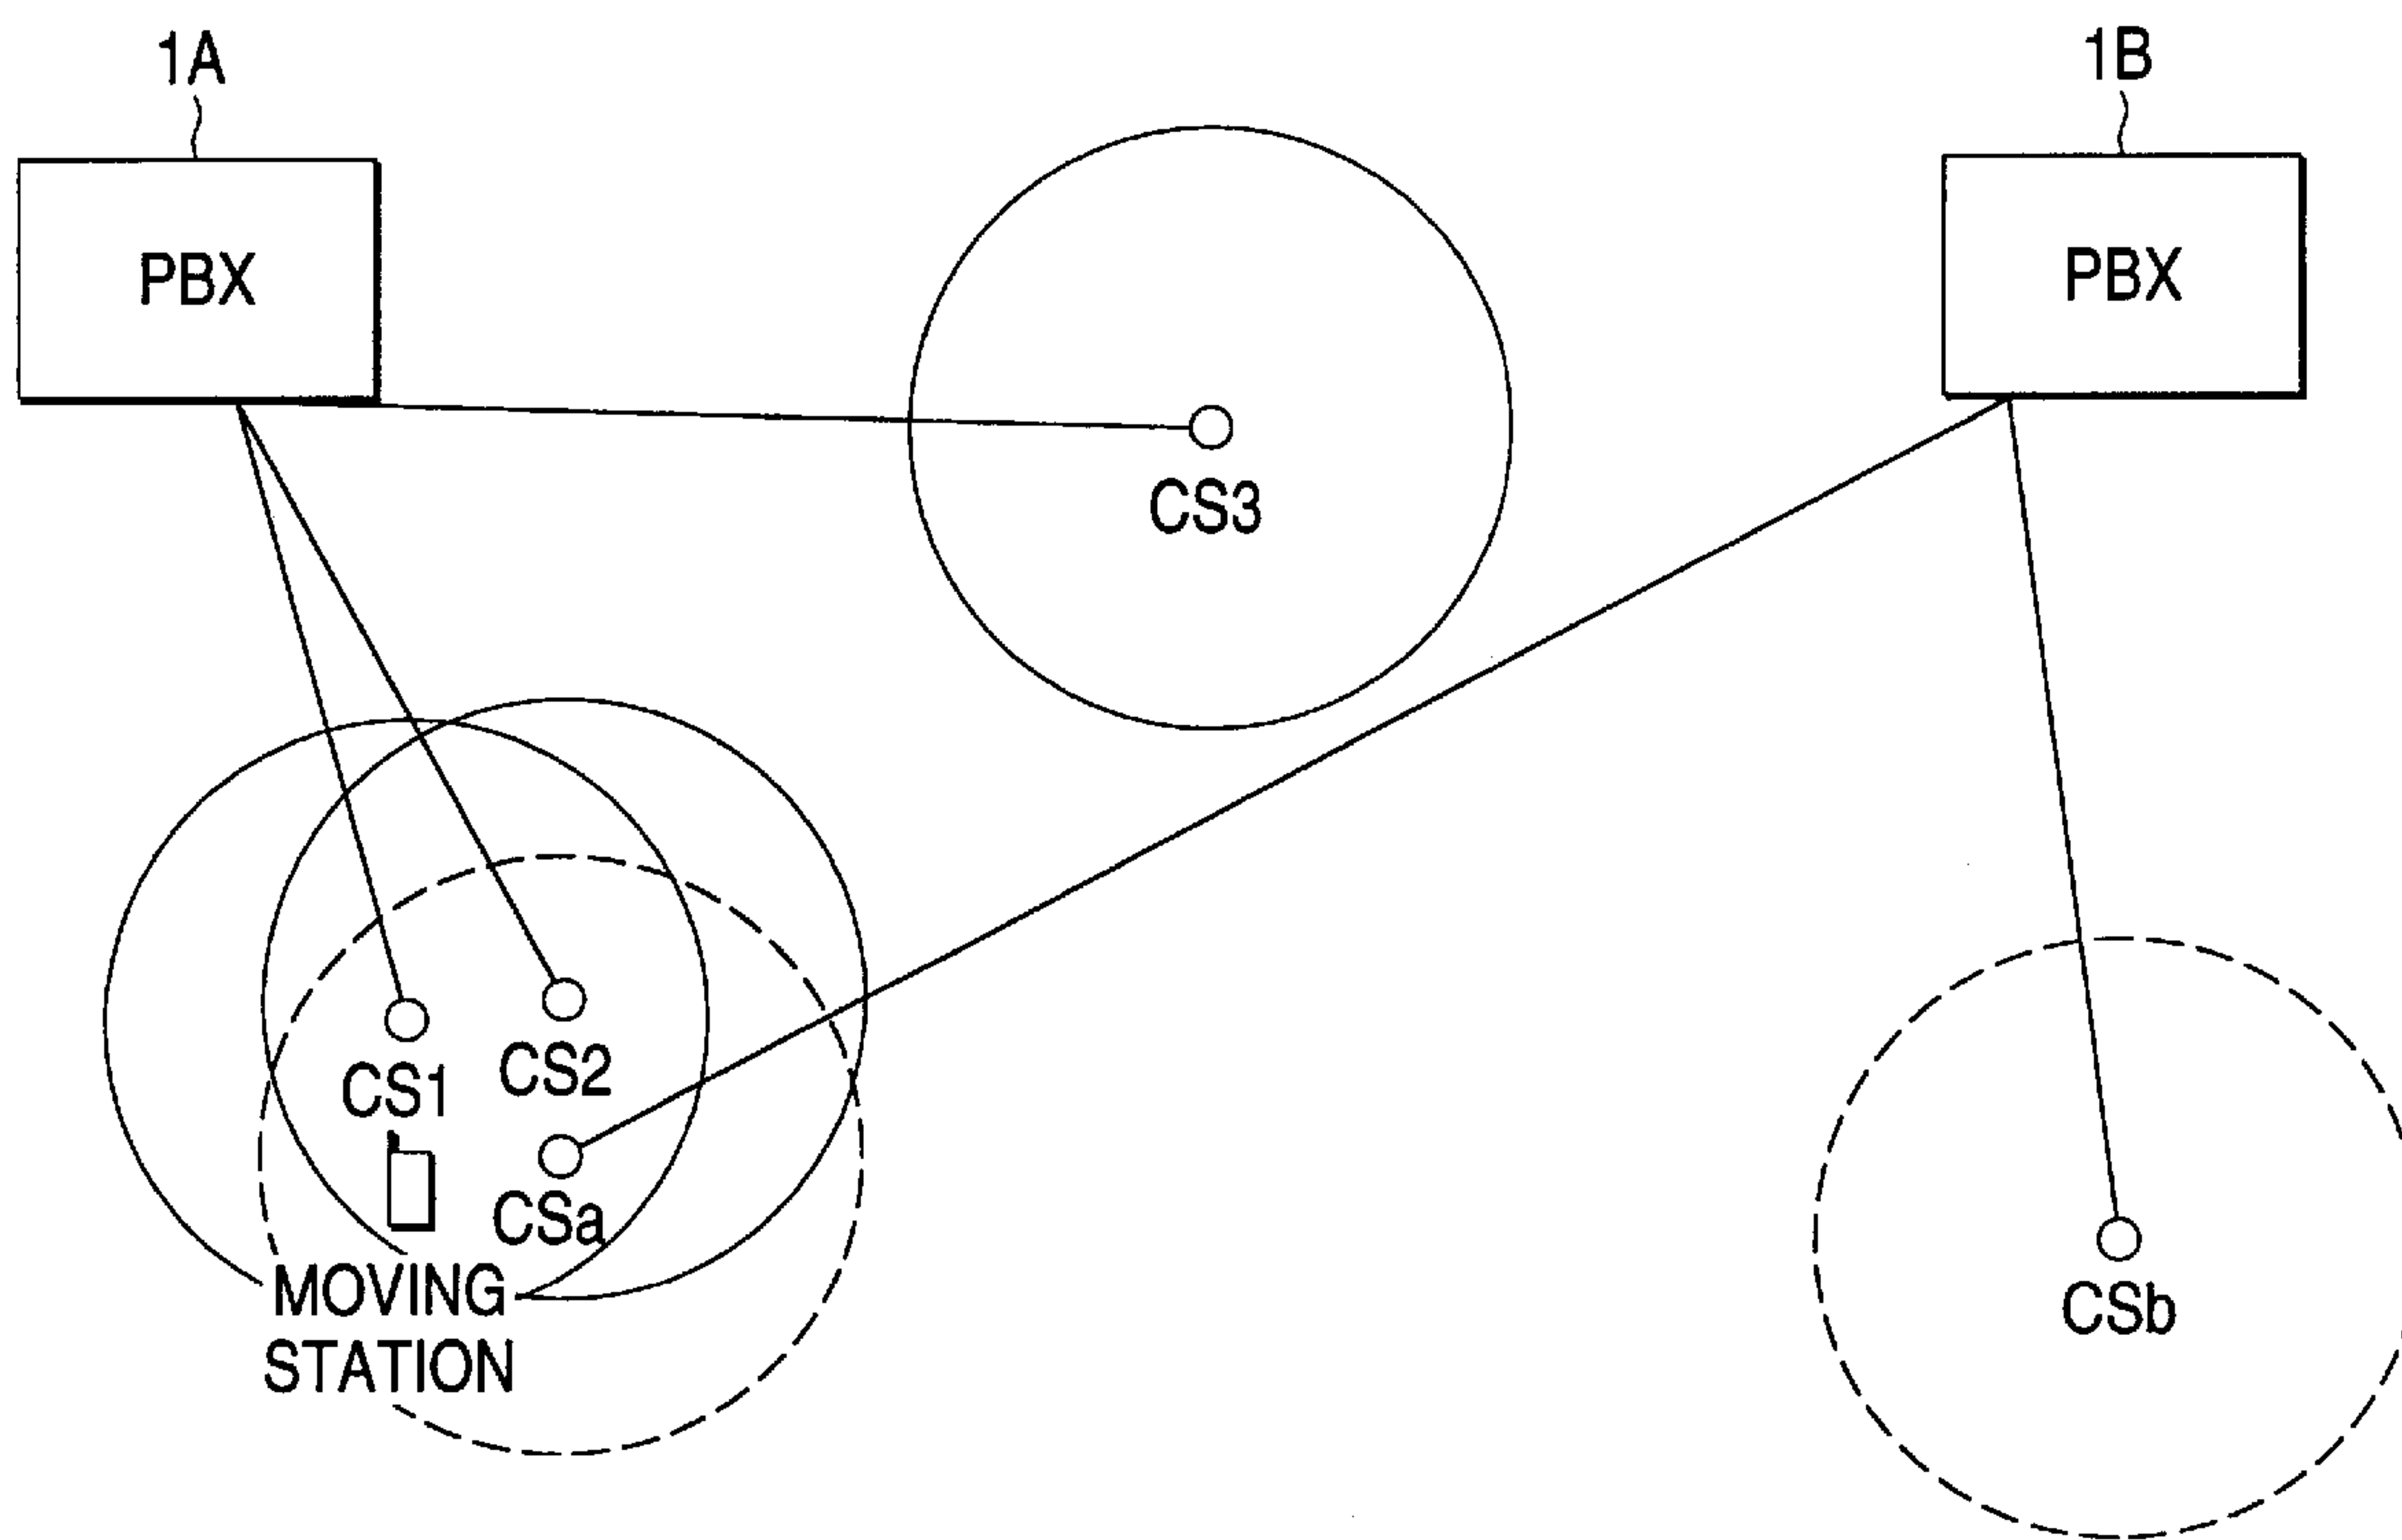 1A
1B
PBX
PBX
CS3
CS1
CS2
CSa
MOVING
STATION
CSb